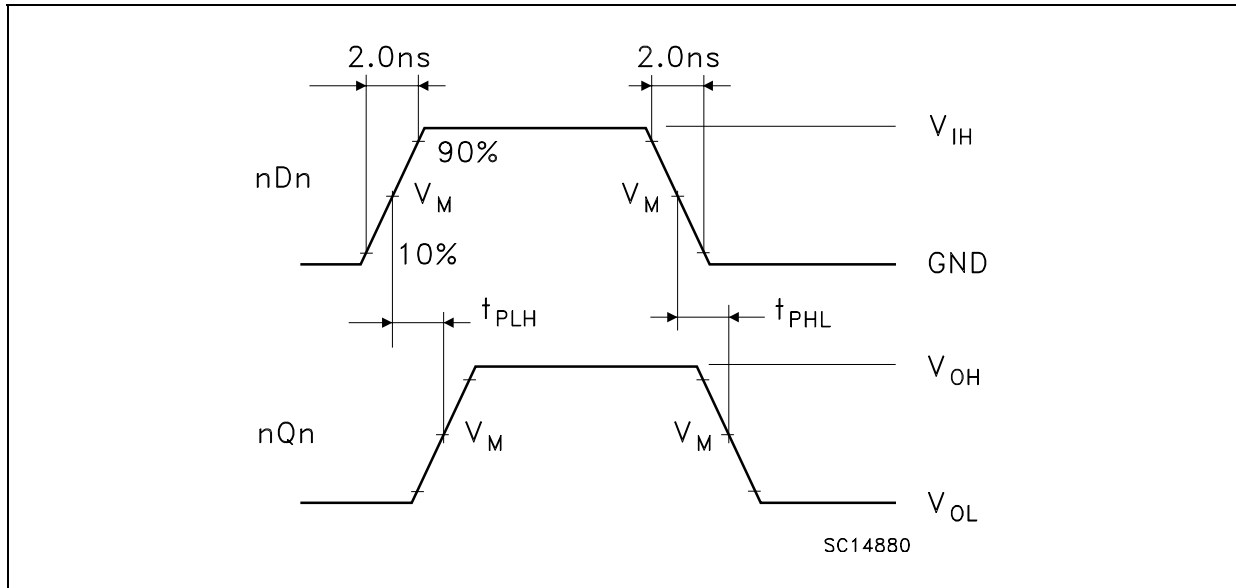 2.0ns 2.0ns
V_IH
90%
nDn V_M V_M
10% GND
t_PLH t_PHL
V_OH
nQn V_M V_M
V_OL
SC14880